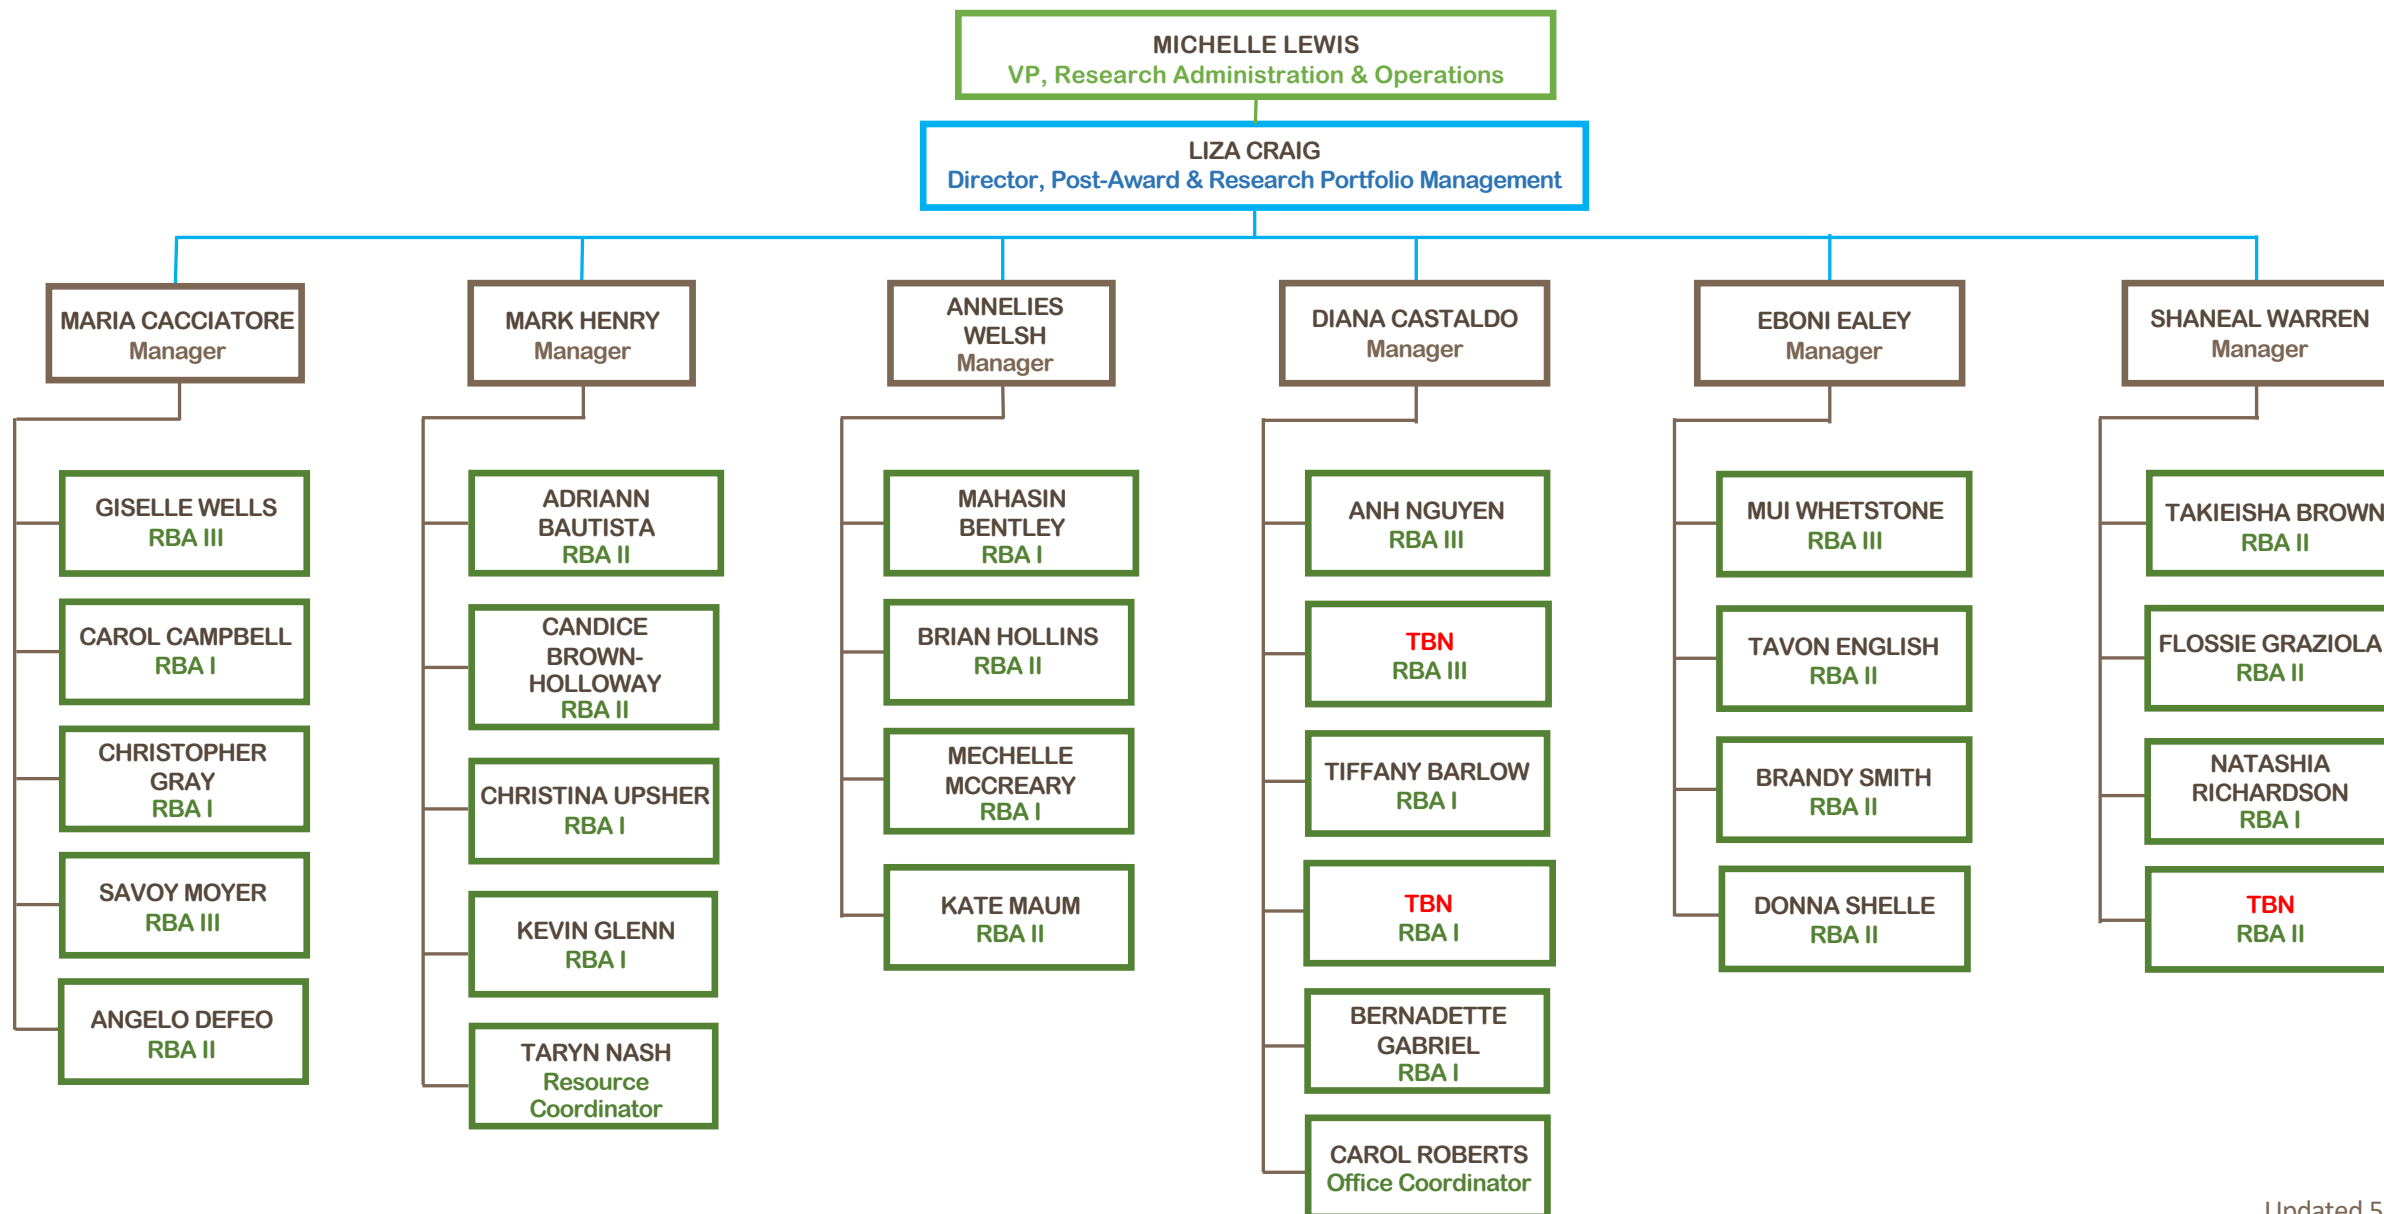 MICHELLE LEWIS
VP, Research Administration & Operations
LIZA CRAIG
Director, Post-Award & Research Portfolio Management
MARIA CACCIATORE
Manager
GISELLE WELLS
RBA III
CAROL CAMPBELL
RBA I
CHRISTOPHER
GRAY
RBA I
SAVOY MOYER
RBA III
ANGELO DEFEO
RBA II
MARK HENRY
Manager
ADRIANN
BAUTISTA
RBA II
CANDICE
BROWN-
HOLLOWAY
RBA II
CHRISTINA UPSHER
RBA I
KEVIN GLENN
RBA I
TARYN NASH
Resource
Coordinator
ANNELIES
WELSH
Manager
MAHASIN
BENTLEY
RBA I
BRIAN HOLLINS
RBA II
MECHELLE
MCCREARY
RBA I
KATE MAUM
RBA II
DIANA CASTALDO
Manager
ANH NGUYEN
RBA III
TBN
RBA III
TIFFANY BARLOW
RBA I
TBN
RBA I
BERNADETTE
GABRIEL
RBA I
CAROL ROBERTS
Office Coordinator
EBONI EALEY
Manager
MUI WHETSTONE
RBA III
TAVON ENGLISH
RBA II
BRANDY SMITH
RBA II
DONNA SHELLE
RBA II
SHANEAL WARREN
Manager
TAKIEISHA BROWN
RBA II
FLOSSIE GRAZIOLA
RBA II
NATASHIA
RICHARDSON
RBA I
TBN
RBA II
Updated 5